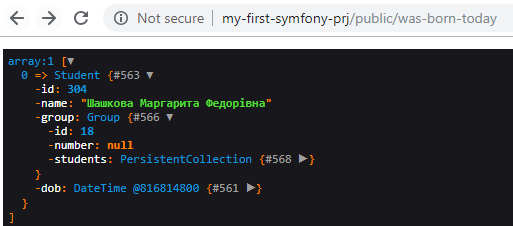 Not secure | my-first-symfony-prj/public/was-born-today
array:1 [▼
0 => Student {#563 ▼
-id: 304
-name: "Шашкова Маргарита Федорівна"
-group: Group {#566 ▼
-id: 18
-number: null
-students: PersistentCollection {#568 ▶}
}
-dob: DateTime @816814800 {#561 ▶}
}
]